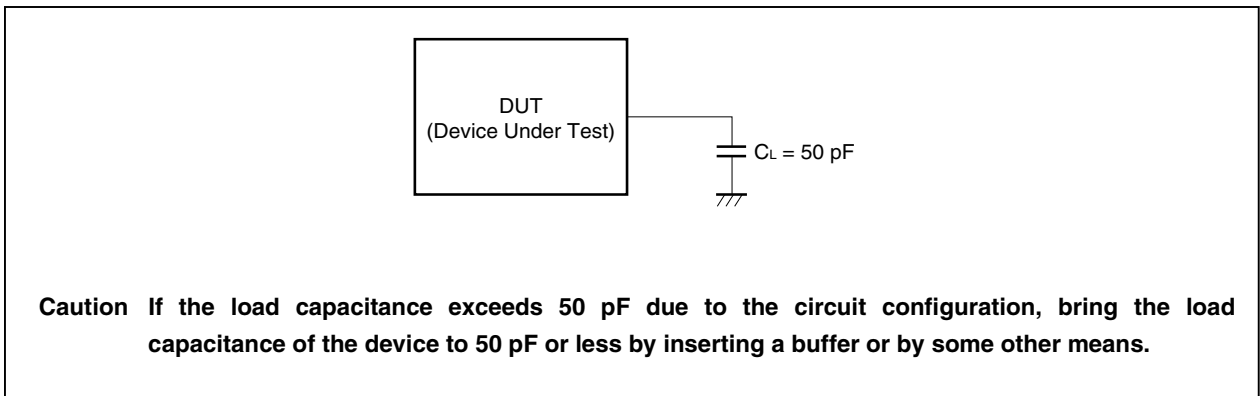 DUT
(Device Under Test)
CL = 50 pF
Caution If the load capacitance exceeds 50 pF due to the circuit configuration, bring the load
capacitance of the device to 50 pF or less by inserting a buffer or by some other means.